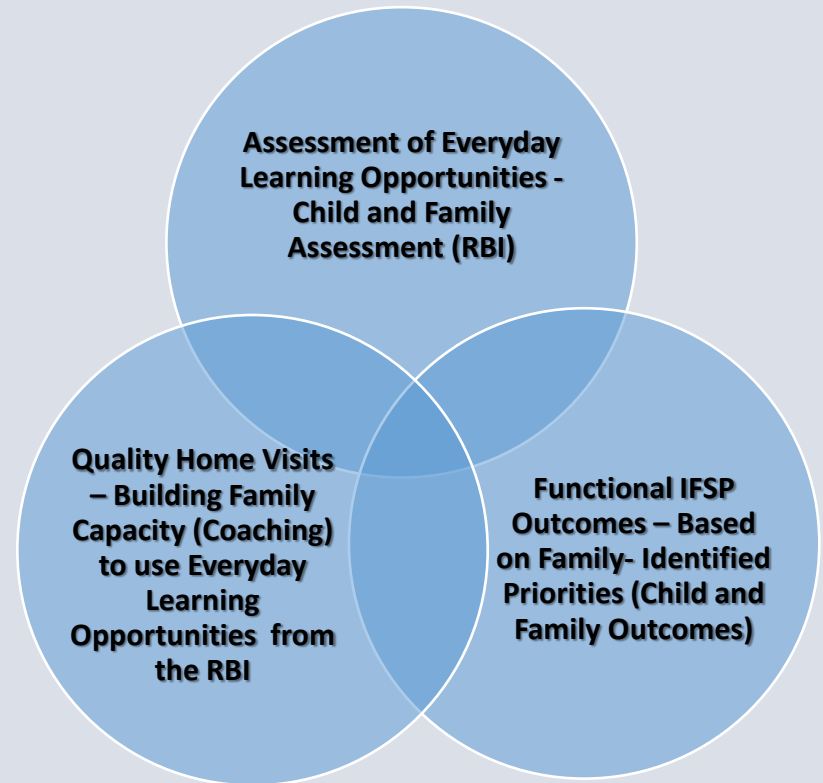 Assessment of Everyday
Learning Opportunities -
Child and Family
Assessment (RBI)
Quality Home Visits
– Building Family
Capacity (Coaching)
to use Everyday
Learning
Opportunities from
the RBI
Functional IFSP
Outcomes – Based
on Family- Identified
Priorities (Child and
Family Outcomes)